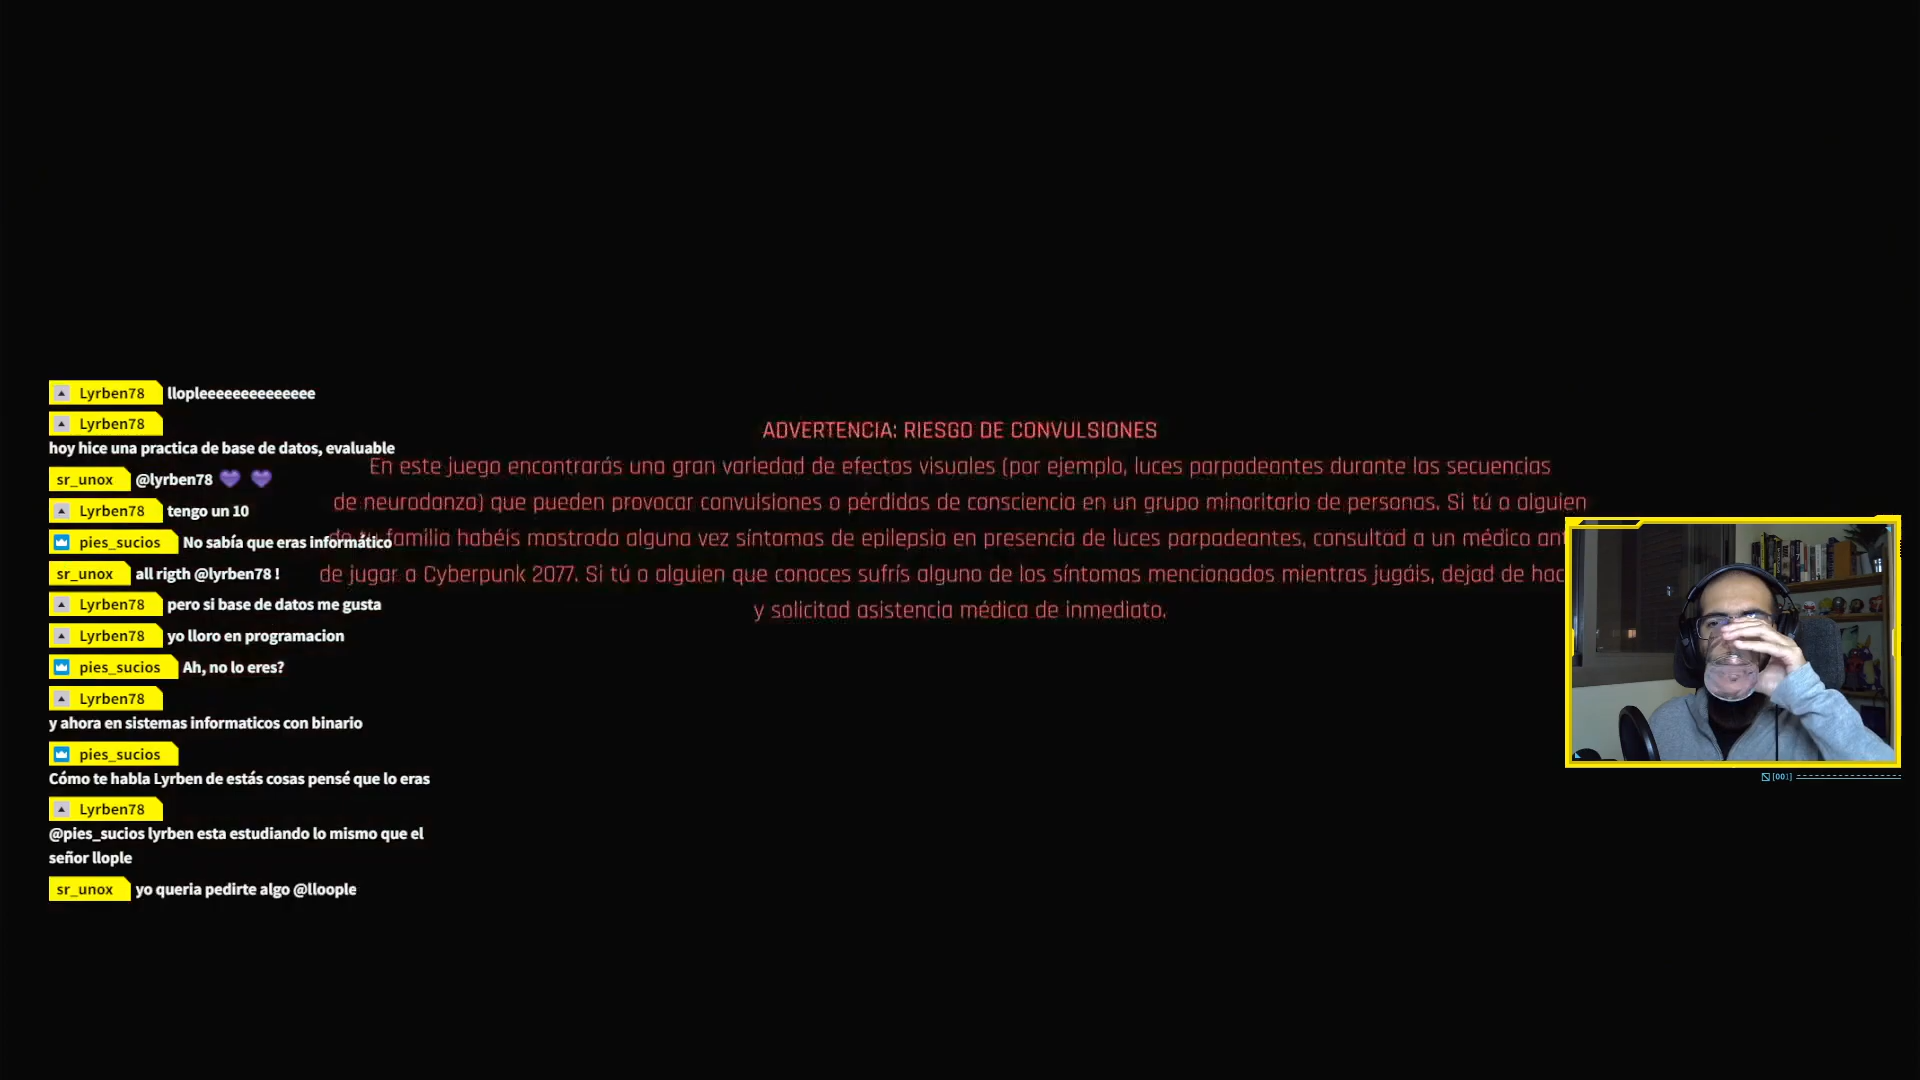 Lyrben78 llopleeeeeeeeeeeeee
Lyrben78
hoy hice una practica de base de datos, evaluable
sr_unox @lyrben78 💜 💜
Lyrben78 tengo un 10
pies_sucios No sabía que eras informático
sr_unox all rigth @lyrben78 !
Lyrben78 pero si base de datos me gusta
Lyrben78 yo lloro en programacion
pies_sucios Ah, no lo eres?
Lyrben78
y ahora en sistemas informaticos con binario
pies_sucios
Cómo te habla Lyrben de estás cosas pensé que lo eras
Lyrben78
@pies_sucios lyrben esta estudiando lo mismo que el
señor llople
sr_unox yo queria pedirte algo @lloople
ADVERTENCIA: RIESGO DE CONVULSIONES
En este juego encontrarás una gran variedad de efectos visuales (por ejemplo, luces parpadeantes durante las secuencias
de neurodanza) que pueden provocar convulsiones o pérdidas de consciencia en un grupo minoritario de personas. Si tú o alguien
de tu familia habéis mostrado alguna vez síntomas de epilepsia en presencia de luces parpadeantes, consultad a un médico
de jugar a Cyberpunk 2077. Si tú o alguien que conoces sufrís alguno de los síntomas mencionados mientras jugáis, dejad de
y solicitad asistencia médica de inmediato.
[001]